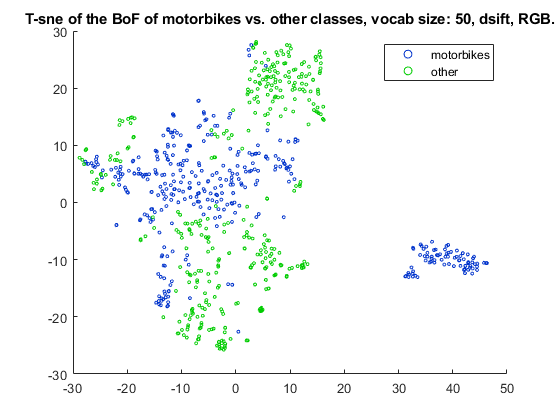 T-sne of the BoF of motorbikes vs. other classes, vocab size: 50, dsift, RGB.
motorbikes
other
30
20
10
0
-10
-20
-30
-30 -20 -10 0 10 20 30 40 50